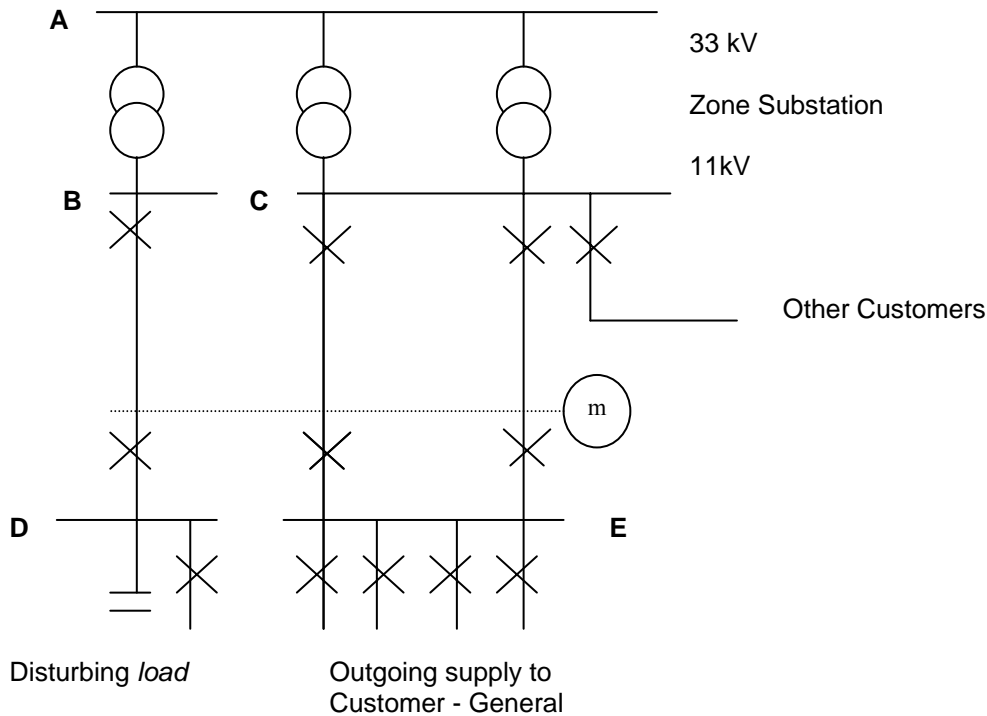 A
33 kV
Zone Substation
11kV
B
C
Other Customers
m
D
E
Disturbing load
Outgoing supply to
Customer - General